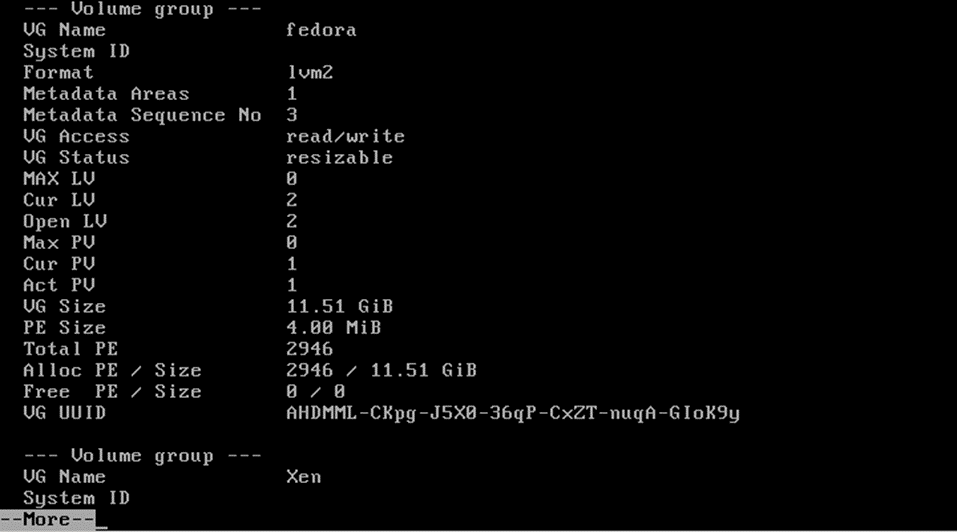 --- Volume group ---
VG Name               fedora
System ID
Format                lvm2
Metadata Areas        1
Metadata Sequence No  3
VG Access             read/write
VG Status             resizable
MAX LV                0
Cur LV                2
Open LV               2
Max PV                0
Cur PV                1
Act PV                1
VG Size               11.51 GiB
PE Size               4.00 MiB
Total PE              2946
Alloc PE / Size       2946 / 11.51 GiB
Free  PE / Size       0 / 0
VG UUID               AHDMML-CKpg-J5X0-36qP-CxZT-nuqA-GIoK9y
--- Volume group ---
VG Name               Xen
System ID
--More--